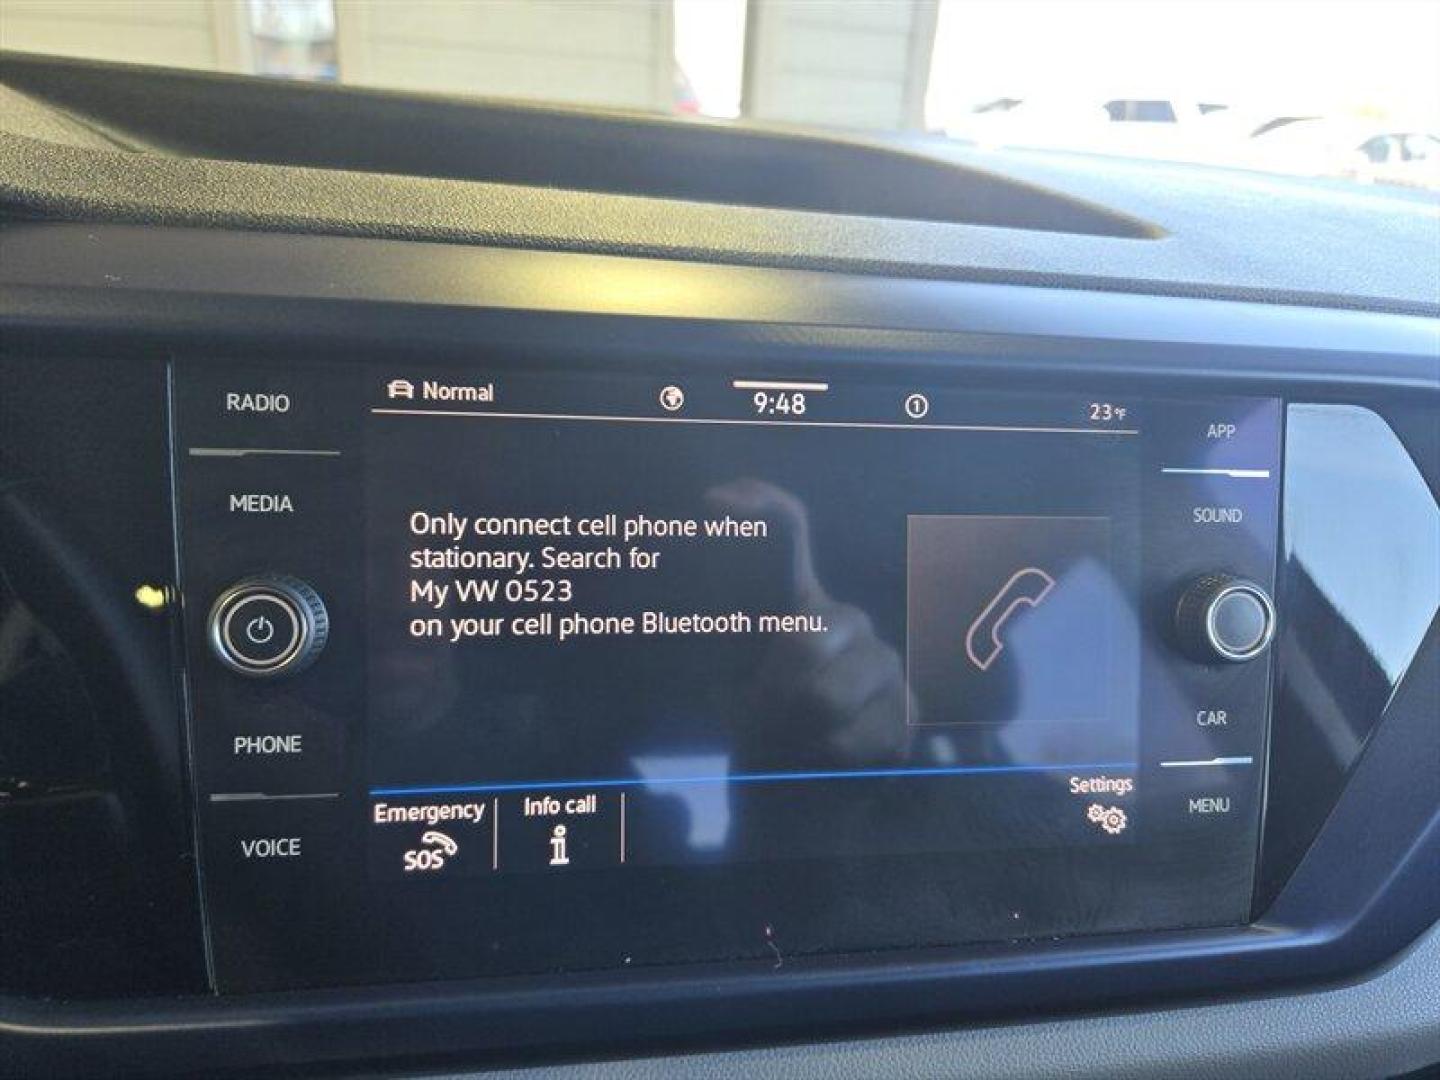 RADIO
MEDIA
PHONE
VOICE
Normal
9:48
1
23°F
Only connect cell phone when
stationary. Search for
My VW 0523
on your cell phone Bluetooth menu.
Emergency
SOS
Info call
i
Settings
APP
SOUND
CAR
MENU